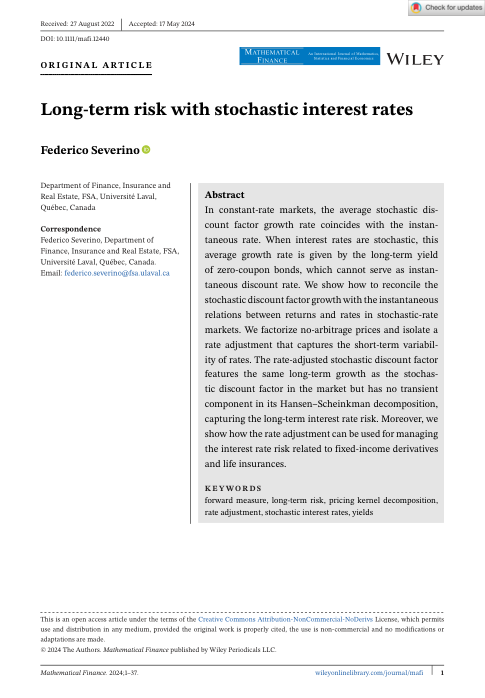 Check for updates
Received: 27 August 2022 | Accepted: 17 May 2024
DOI: 10.1111/mafi.12440
ORIGINAL ARTICLE
MATHEMATICAL
FINANCE
An International Journal of Mathematics,
Statistics and Financial Economics
WILEY
Long-term risk with stochastic interest rates
Federico Severino
Department of Finance, Insurance and
Real Estate, FSA, Université Laval,
Québec, Canada
Correspondence
Federico Severino, Department of
Finance, Insurance and Real Estate, FSA,
Université Laval, Québec, Canada.
Email: federico.severino@fsa.ulaval.ca
Abstract
In constant-rate markets, the average stochastic dis-
count factor growth rate coincides with the instan-
taneous rate. When interest rates are stochastic, this
average growth rate is given by the long-term yield
of zero-coupon bonds, which cannot serve as instan-
taneous discount rate. We show how to reconcile the
stochastic discount factor growth with the instantaneous
relations between returns and rates in stochastic-rate
markets. We factorize no-arbitrage prices and isolate a
rate adjustment that captures the short-term variabil-
ity of rates. The rate-adjusted stochastic discount factor
features the same long-term growth as the stochas-
tic discount factor in the market but has no transient
component in its Hansen–Scheinkman decomposition,
capturing the long-term interest rate risk. Moreover, we
show how the rate adjustment can be used for managing
the interest rate risk related to fixed-income derivatives
and life insurances.
KEYWORDS
forward measure, long-term risk, pricing kernel decomposition,
rate adjustment, stochastic interest rates, yields
This is an open access article under the terms of the Creative Commons Attribution-NonCommercial-NoDerivs License, which permits
use and distribution in any medium, provided the original work is properly cited, the use is non-commercial and no modifications or
adaptations are made.
© 2024 The Authors. Mathematical Finance published by Wiley Periodicals LLC.
Mathematical Finance. 2024;1–37.
wileyonlinelibrary.com/journal/mafi | 1